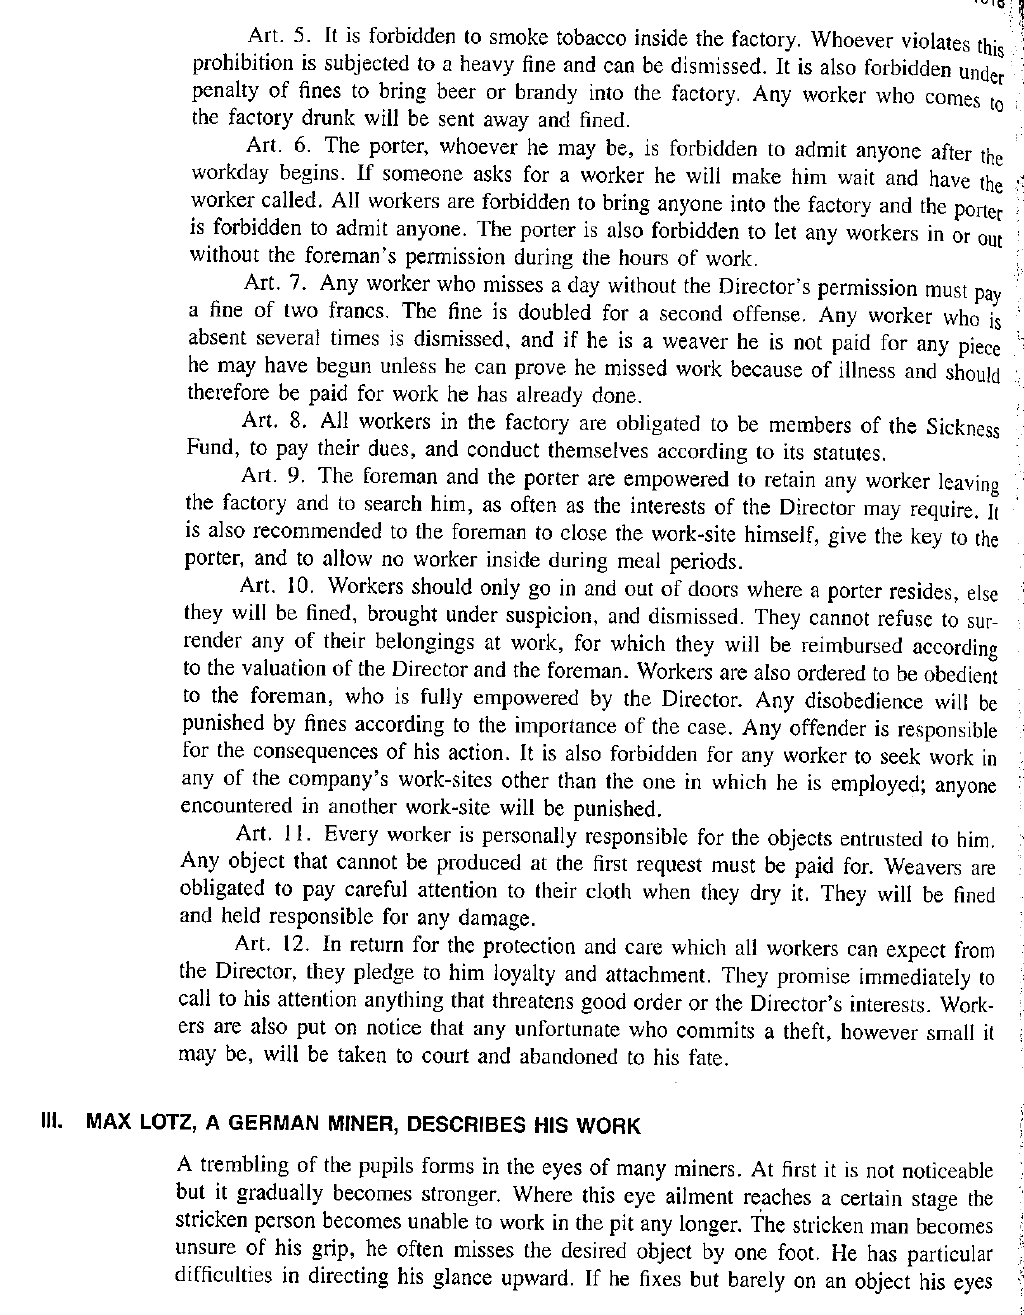 Art. 5. It is forbidden to smoke tobacco inside the factory. Whoever violates this
prohibition is subjected to a heavy fine and can be dismissed. It is also forbidden under
penalty of fines to bring beer or brandy into the factory. Any worker who comes to
the factory drunk will be sent away and fined.
Art. 6. The porter, whoever he may be, is forbidden to admit anyone after the
workday begins. If someone asks for a worker he will make him wait and have the
worker called. All workers are forbidden to bring anyone into the factory and the porter
is forbidden to admit anyone. The porter is also forbidden to let any workers in or out
without the foreman's permission during the hours of work.
Art. 7. Any worker who misses a day without the Director's permission must pay
a fine of two francs. The fine is doubled for a second offense. Any worker who is
absent several times is dismissed, and if he is a weaver he is not paid for any piece
he may have begun unless he can prove he missed work because of illness and should
therefore be paid for work he has already done.
Art. 8. All workers in the factory are obligated to be members of the Sickness
Fund, to pay their dues, and conduct themselves according to its statutes.
Art. 9. The foreman and the porter are empowered to retain any worker leaving
the factory and to search him, as often as the interests of the Director may require. It
is also recommended to the foreman to close the work-site himself, give the key to the
porter, and to allow no worker inside during meal periods.
Art. 10. Workers should only go in and out of doors where a porter resides, else
they will be fined, brought under suspicion, and dismissed. They cannot refuse to sur-
render any of their belongings at work, for which they will be reimbursed according
to the valuation of the Director and the foreman. Workers are also ordered to be obedient
to the foreman, who is fully empowered by the Director. Any disobedience will be
punished by fines according to the importance of the case. Any offender is responsible
for the consequences of his action. It is also forbidden for any worker to seek work in
any of the company's work-sites other than the one in which he is employed; anyone
encountered in another work-site will be punished.
Art. 11. Every worker is personally responsible for the objects entrusted to him.
Any object that cannot be produced at the first request must be paid for. Weavers are
obligated to pay careful attention to their cloth when they dry it. They will be fined
and held responsible for any damage.
Art. 12. In return for the protection and care which all workers can expect from
the Director, they pledge to him loyalty and attachment. They promise immediately to
call to his attention anything that threatens good order or the Director's interests. Work-
ers are also put on notice that any unfortunate who commits a theft, however small it
may be, will be taken to court and abandoned to his fate.
III. MAX LOTZ, A GERMAN MINER, DESCRIBES HIS WORK
A trembling of the pupils forms in the eyes of many miners. At first it is not noticeable
but it gradually becomes stronger. Where this eye ailment reaches a certain stage the
stricken person becomes unable to work in the pit any longer. The stricken man becomes
unsure of his grip, he often misses the desired object by one foot. He has particular
difficulties in directing his glance upward. If he fixes but barely on an object his eyes